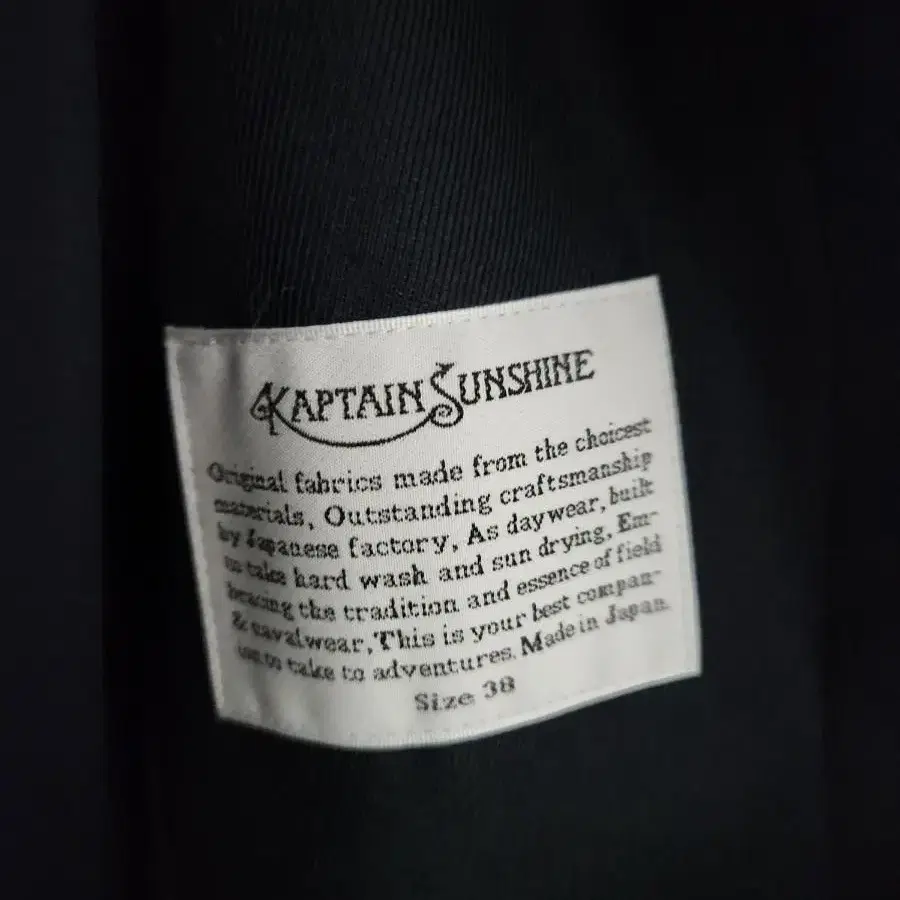 KAPTAIN SUNSHINE
Original fabrics made from the choicest
materials, Outstanding craftsmanship
by Japanese factory, As daywear, built
to take hard wash and sun drying, Em-
bracing the tradition and essence of field
& navalwear, This is your best compan-
to take to adventures. Made in Japan.
Size 38